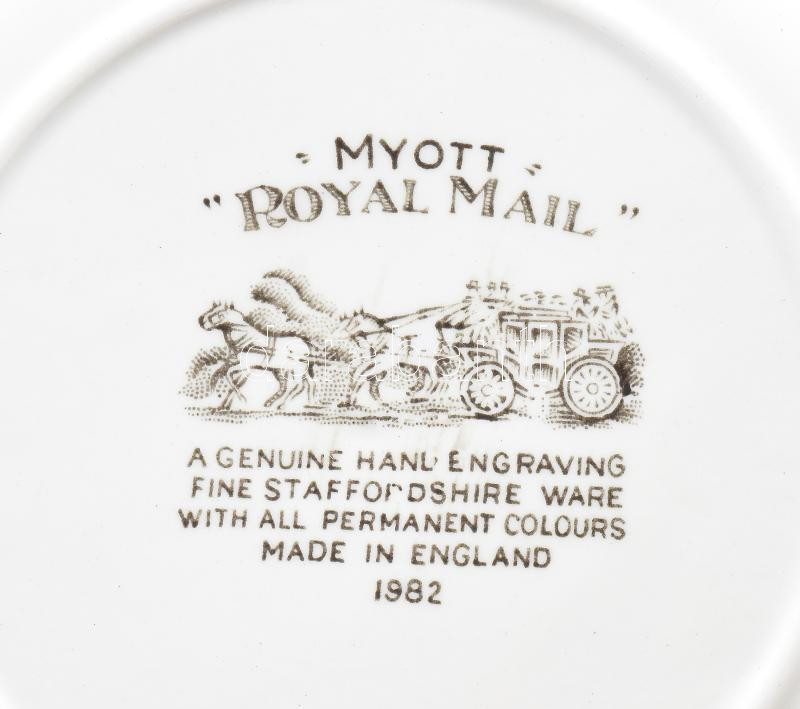 MYOTT
"ROYAL MAIL"
A GENUINE HAND ENGRAVING
FINE STAFFORDSHIRE WARE
WITH ALL PERMANENT COLOURS
MADE IN ENGLAND
1982